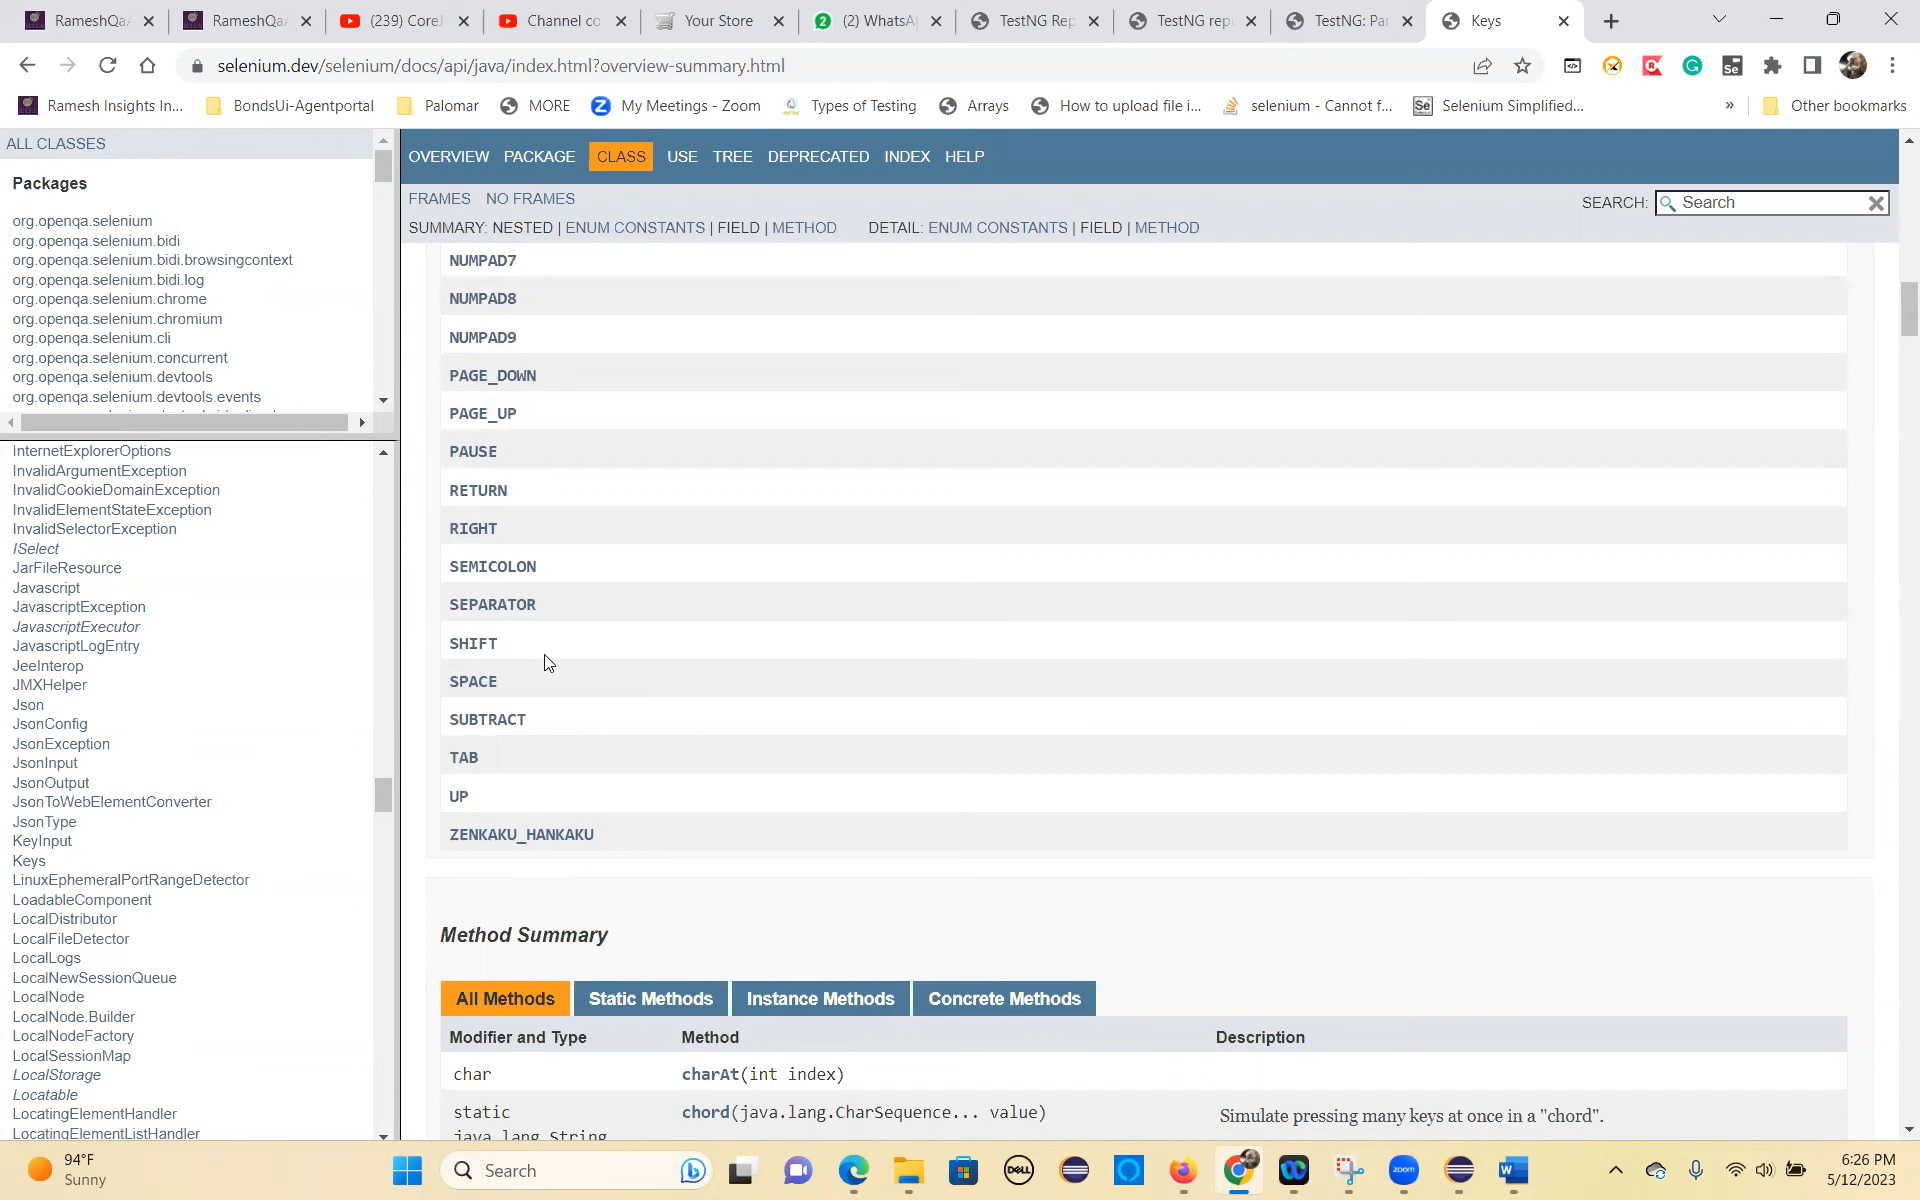 RameshQaA
RameshQaA
(239) CoreJ
Channel co
Your Store
(2) WhatsA
TestNG Rep
TestNG rep
TestNG: Par
Keys
selenium.dev/selenium/docs/api/java/index.html?overview-summary.html
Ramesh Insights In...
BondsUi-Agentportal
Palomar
MORE
My Meetings - Zoom
Types of Testing
Arrays
How to upload file i...
selenium - Cannot f...
Selenium Simplified...
»
Other bookmarks
ALL CLASSES
Packages
org.openqa.selenium
org.openqa.selenium.bidi
org.openqa.selenium.bidi.browsingcontext
org.openqa.selenium.bidi.log
org.openqa.selenium.chrome
org.openqa.selenium.chromium
org.openqa.selenium.cli
org.openqa.selenium.concurrent
org.openqa.selenium.devtools
org.openqa.selenium.devtools.events
InternetExplorerOptions
InvalidArgumentException
InvalidCookieDomainException
InvalidElementStateException
InvalidSelectorException
ISelect
JarFileResource
Javascript
JavascriptException
JavascriptExecutor
JavascriptLogEntry
JeeInterop
JMXHelper
Json
JsonConfig
JsonException
JsonInput
JsonOutput
JsonToWebElementConverter
JsonType
KeyInput
Keys
LinuxEphemeralPortRangeDetector
LoadableComponent
LocalDistributor
LocalFileDetector
LocalLogs
LocalNewSessionQueue
LocalNode
LocalNode.Builder
LocalNodeFactory
LocalSessionMap
LocalStorage
Locatable
LocatingElementHandler
LocatingElementListHandler
OVERVIEW PACKAGE CLASS USE TREE DEPRECATED INDEX HELP
FRAMES NO FRAMES
SEARCH: Search
SUMMARY: NESTED | ENUM CONSTANTS | FIELD | METHOD DETAIL: ENUM CONSTANTS | FIELD | METHOD
NUMPAD7
NUMPAD8
NUMPAD9
PAGE_DOWN
PAGE_UP
PAUSE
RETURN
RIGHT
SEMICOLON
SEPARATOR
SHIFT
SPACE
SUBTRACT
TAB
UP
ZENKAKU_HANKAKU
Method Summary
All Methods Static Methods Instance Methods Concrete Methods
Modifier and Type Method Description
char charAt(int index)
static chord(java.lang.CharSequence... value) Simulate pressing many keys at once in a "chord".
java.lang.String
94°F
Sunny
Search
DELL
zoom
6:26 PM
5/12/2023